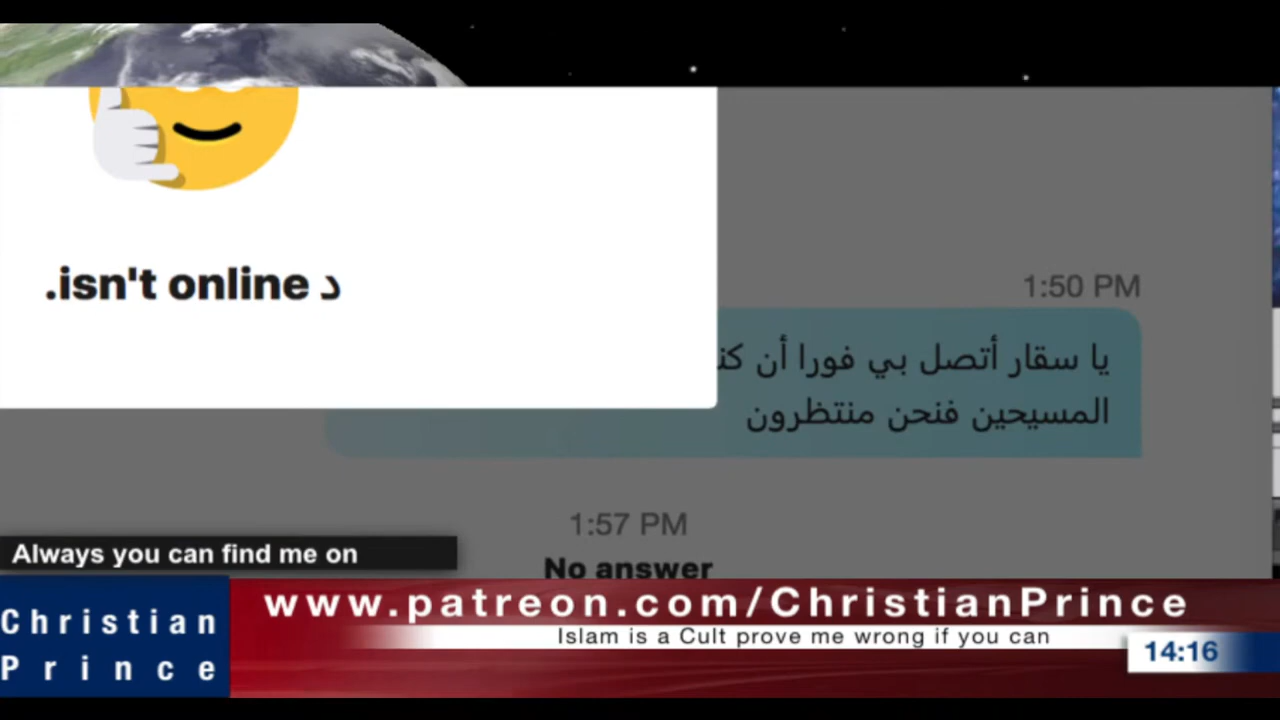 .isn't online د
1:50 PM
يا سقار أتصل بي فورا أن
المسيحين فنحن منتظرون
1:57 PM
No answer
Always you can find me on
www.patreon.com/ChristianPrince
Islam is a Cult prove me wrong if you can
Christian
Prince
14:16